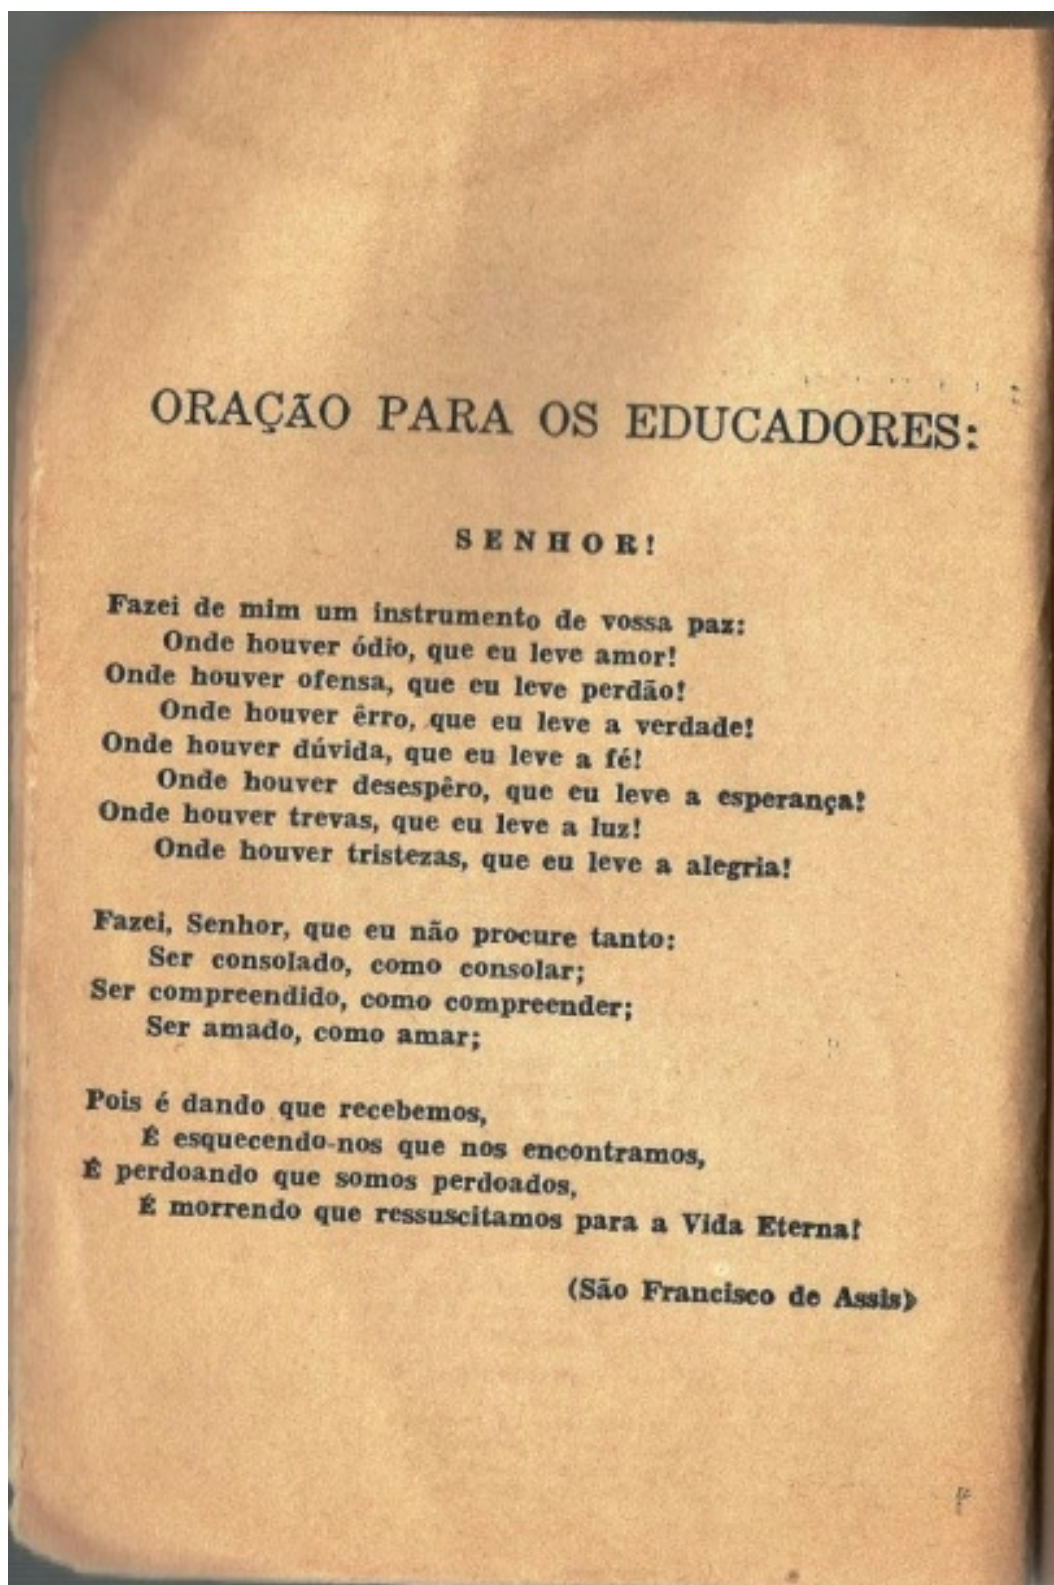 ORAÇÃO PARA OS EDUCADORES:
SENHOR!
Fazei de mim um instrumento de vossa paz:
Onde houver ódio, que eu leve amor!
Onde houver ofensa, que eu leve perdão!
Onde houver êrro, que eu leve a verdade!
Onde houver dúvida, que eu leve a fé!
Onde houver desespêro, que eu leve a esperança!
Onde houver trevas, que eu leve a luz!
Onde houver tristezas, que eu leve a alegria!
Fazei, Senhor, que eu não procure tanto:
Ser consolado, como consolar;
Ser compreendido, como compreender;
Ser amado, como amar;
Pois é dando que recebemos,
É esquecendo-nos que nos encontramos,
É perdoando que somos perdoados,
É morrendo que ressuscitamos para a Vida Eterna!
(São Francisco de Assis)